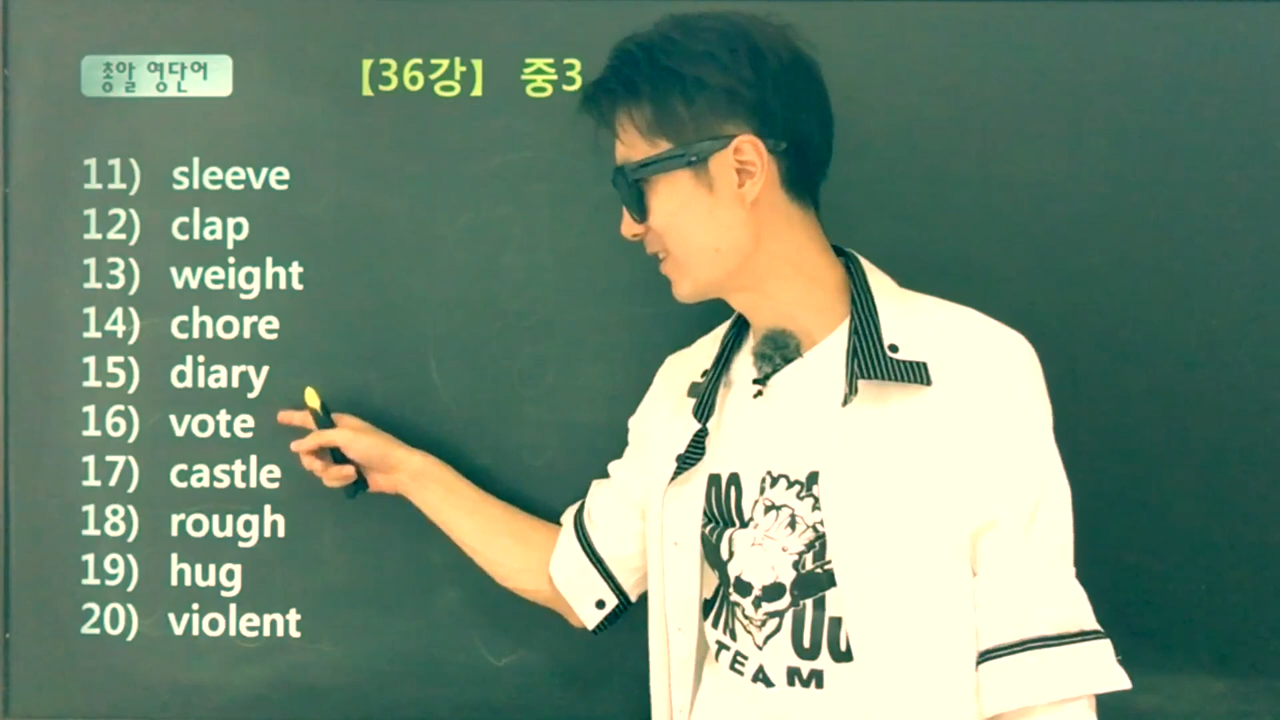 총알 영단어
【36강】 중3
11) sleeve
12) clap
13) weight
14) chore
15) diary
16) vote
17) castle
18) rough
19) hug
20) violent
TEAM